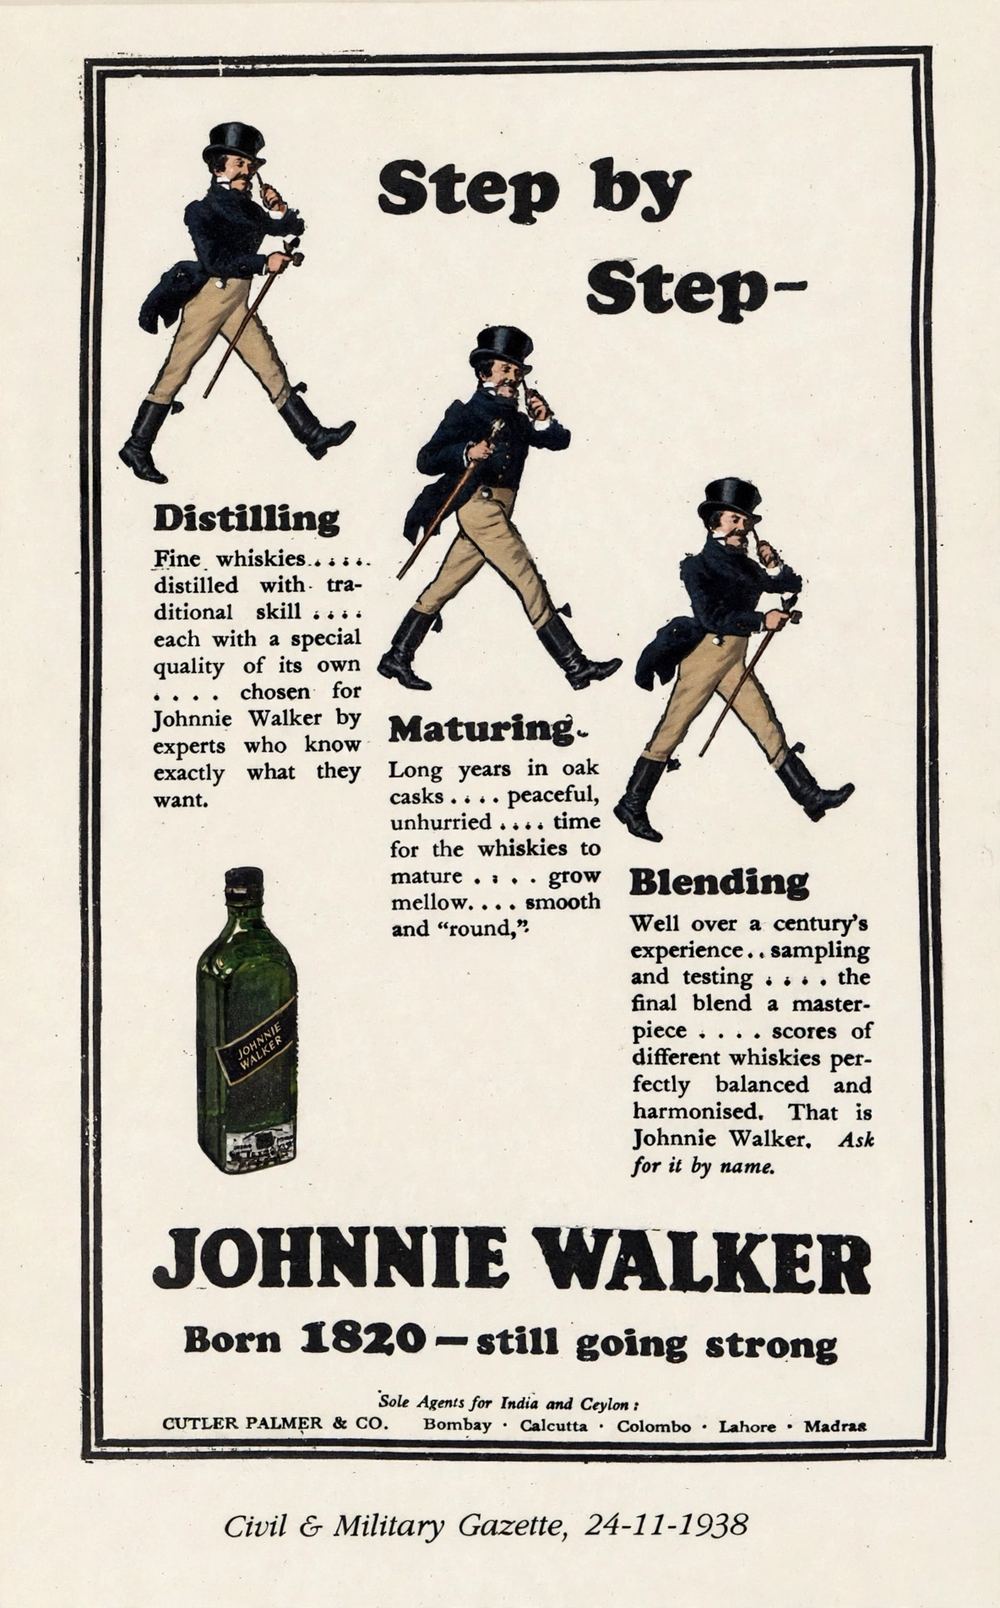 Step by
Step-
Distilling
Fine whiskies.....
distilled with tra-
ditional skill ....
each with a special
quality of its own
.... chosen for
Johnnie Walker by
experts who know
exactly what they
want.
Maturing
Long years in oak
casks .... peaceful,
unhurried .... time
for the whiskies to
mature .... grow
mellow.... smooth
and "round,"
Blending
Well over a century's
experience.. sampling
and testing .... the
final blend a master-
piece .... scores of
different whiskies per-
fectly balanced and
harmonised. That is
Johnnie Walker. Ask
for it by name.
JOHNNIE
WALKER
JOHNNIE WALKER
Born 1820 — still going strong
Sole Agents for India and Ceylon :
CUTLER PALMER & CO. Bombay · Calcutta · Colombo · Lahore · Madras
Civil & Military Gazette, 24-11-1938